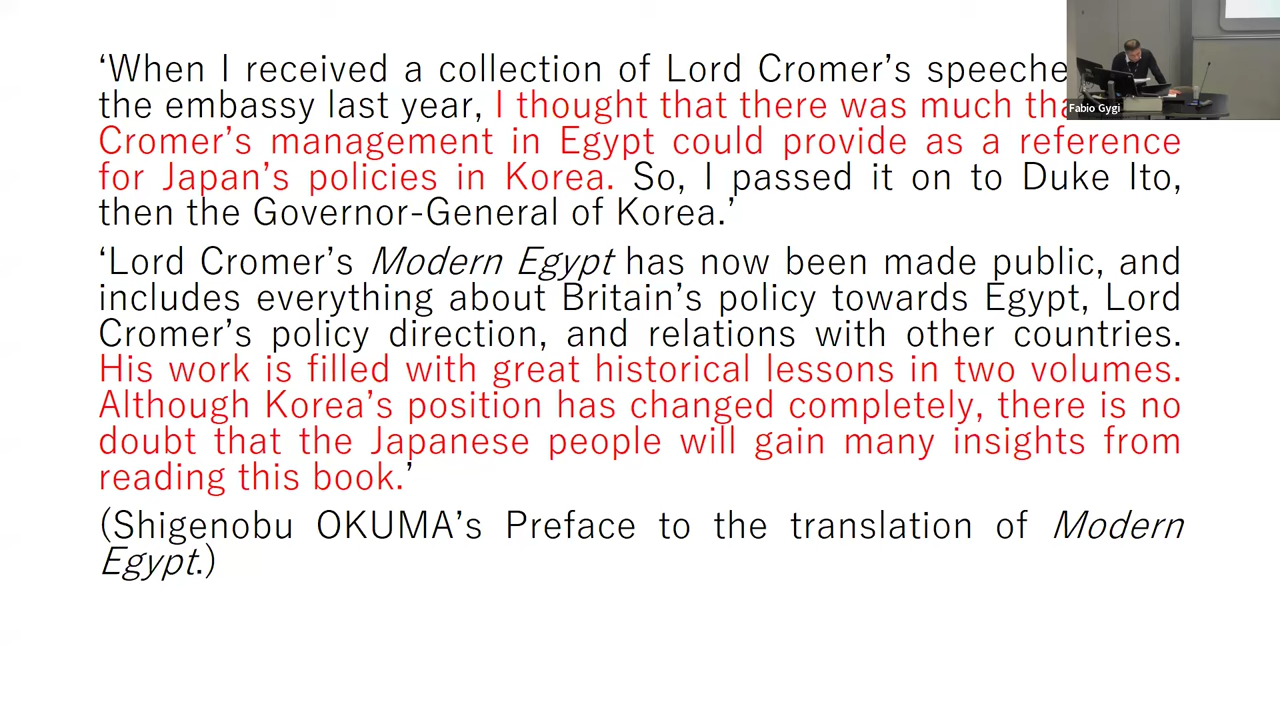 ‘When I received a collection of Lord Cromer’s speeche
the embassy last year, I thought that there was much tha
Cromer’s management in Egypt could provide as a reference
for Japan’s policies in Korea. So, I passed it on to Duke Ito,
then the Governor-General of Korea.’
‘Lord Cromer’s Modern Egypt has now been made public, and
includes everything about Britain’s policy towards Egypt, Lord
Cromer’s policy direction, and relations with other countries.
His work is filled with great historical lessons in two volumes.
Although Korea’s position has changed completely, there is no
doubt that the Japanese people will gain many insights from
reading this book.’
(Shigenobu OKUMA’s Preface to the translation of Modern
Egypt.)
Fabio Gygi